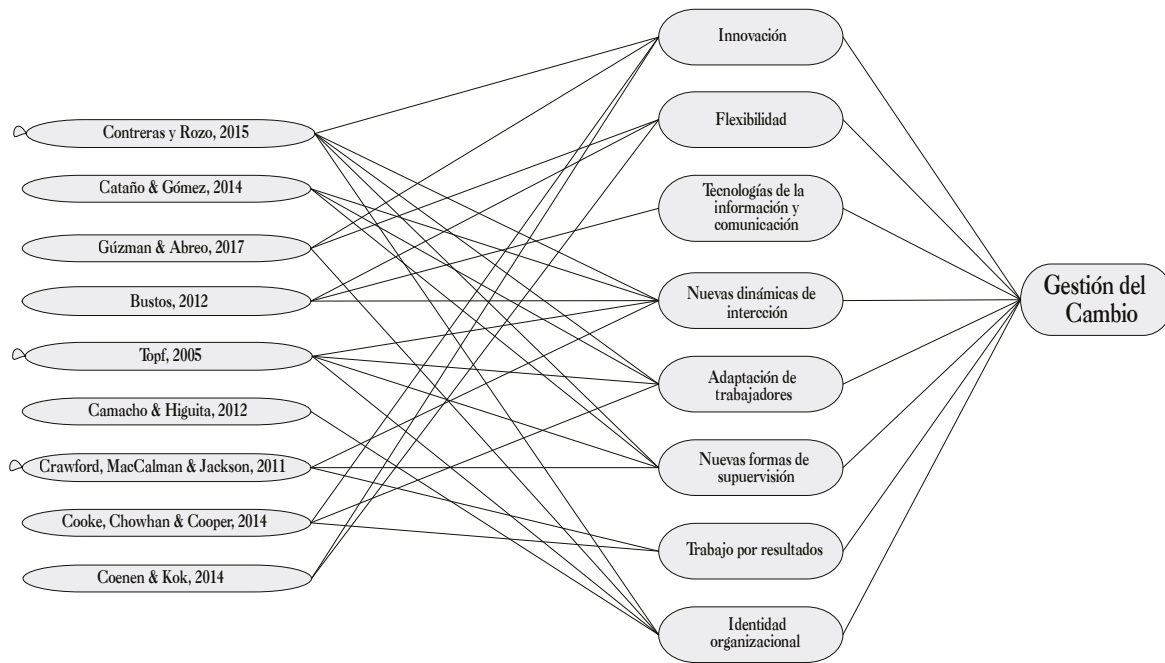 Contreras y Rozo, 2015
Cataño & Gómez, 2014
Gúzman & Abreo, 2017
Bustos, 2012
Topf, 2005
Camacho & Higuita, 2012
Crawford, MacCalman & Jackson, 2011
Cooke, Chowhan & Cooper, 2014
Coenen & Kok, 2014
Innovación
Flexibilidad
Tecnologías de la
información y
comunicación
Nuevas dinámicas de
intercción
Adaptación de
trabajadores
Nuevas formas de
supuervisión
Trabajo por resultados
Identidad
organizacional
Gestión del
Cambio